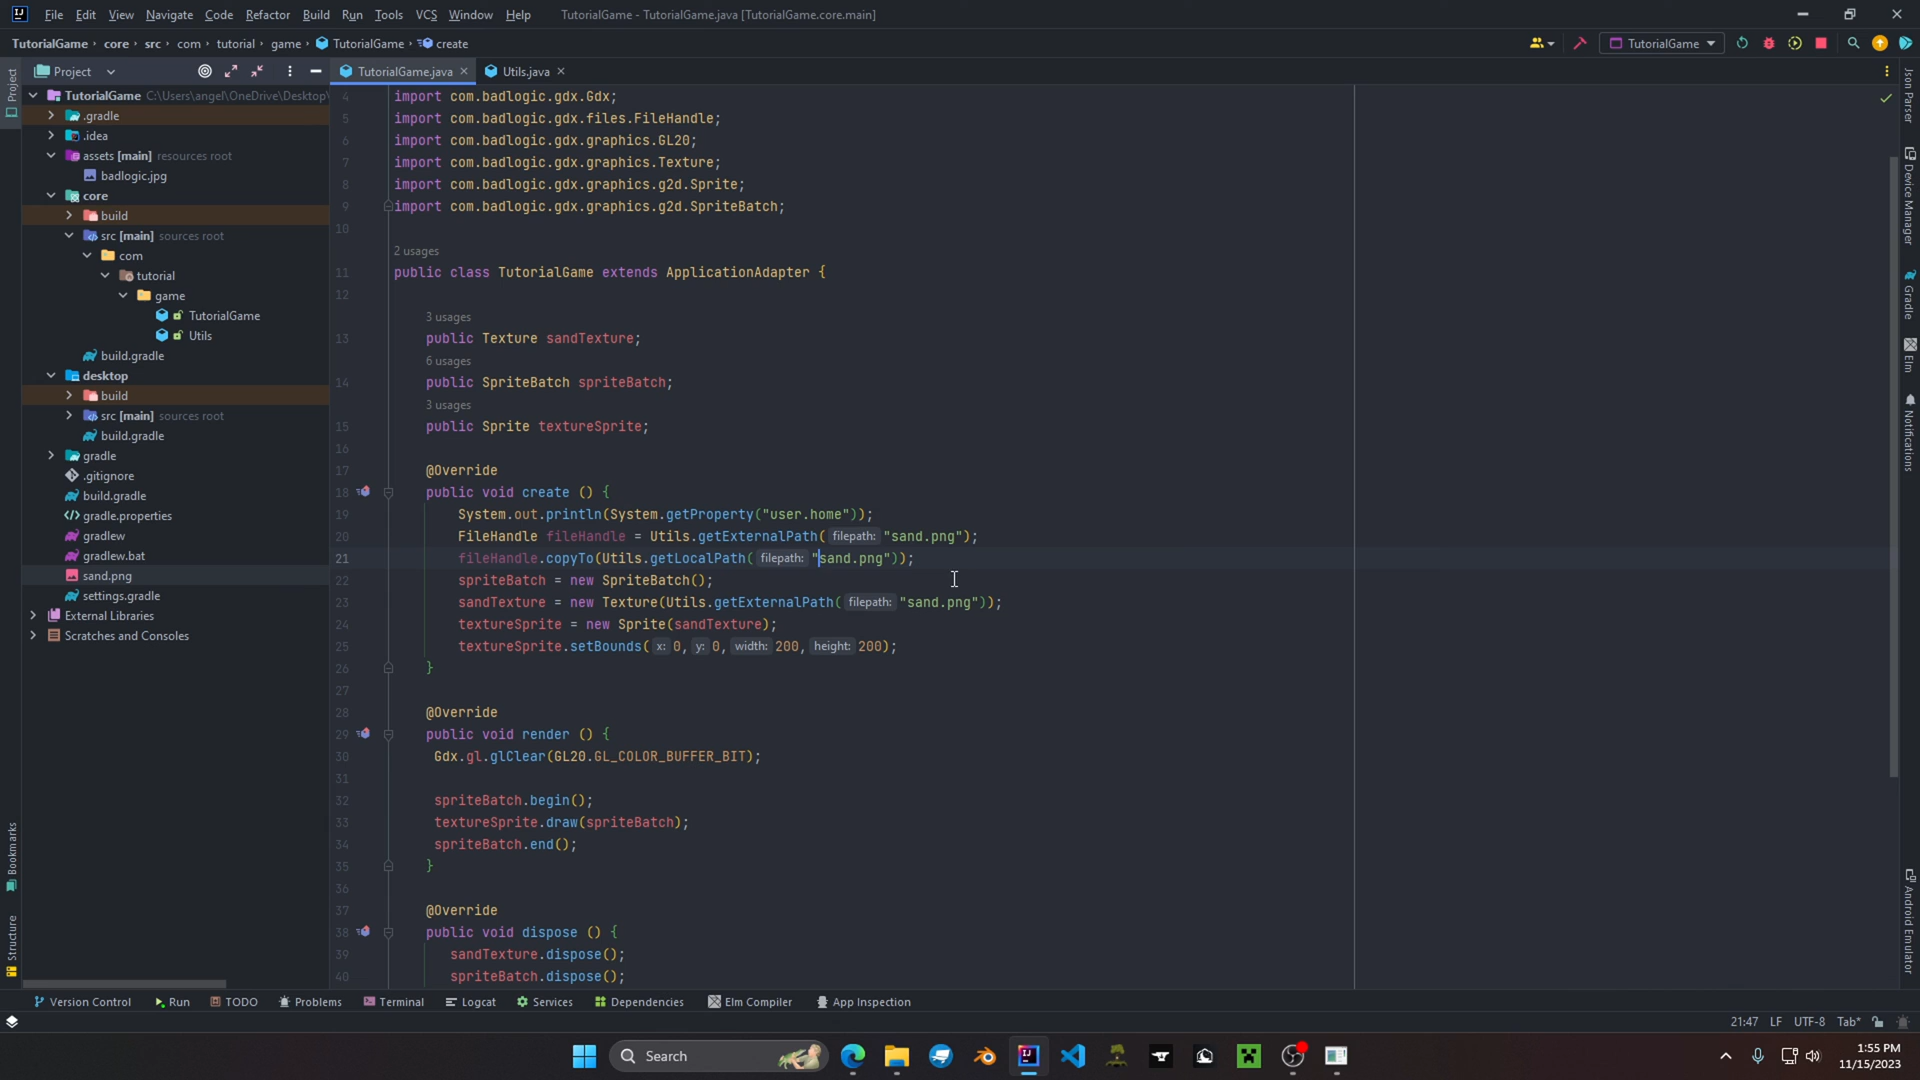 File Edit View Navigate Code Refactor Build Run Tools VCS Window Help TutorialGame - TutorialGame.java [TutorialGame.core.main]
TutorialGame › core › src › com › tutorial › game › TutorialGame › create
TutorialGame
Project
TutorialGame.java
Utils.java
Project
Bookmarks
Structure
TutorialGame C:\Users\angel\OneDrive\Desktop\
.gradle
.idea
assets [main] resources root
badlogic.jpg
core
build
src [main] sources root
com
tutorial
game
TutorialGame
Utils
build.gradle
desktop
build
src [main] sources root
build.gradle
gradle
.gitignore
build.gradle
gradle.properties
gradlew
gradlew.bat
sand.png
settings.gradle
External Libraries
Scratches and Consoles
4 import com.badlogic.gdx.Gdx;
5 import com.badlogic.gdx.files.FileHandle;
6 import com.badlogic.gdx.graphics.GL20;
7 import com.badlogic.gdx.graphics.Texture;
8 import com.badlogic.gdx.graphics.g2d.Sprite;
9 import com.badlogic.gdx.graphics.g2d.SpriteBatch;
10
2 usages
11 public class TutorialGame extends ApplicationAdapter {
12
3 usages
13 public Texture sandTexture;
6 usages
14 public SpriteBatch spriteBatch;
3 usages
15 public Sprite textureSprite;
16
17 @Override
18 public void create () {
19 System.out.println(System.getProperty("user.home"));
20 FileHandle fileHandle = Utils.getExternalPath( filepath: "sand.png");
21 fileHandle.copyTo(Utils.getLocalPath( filepath: "sand.png"));
22 spriteBatch = new SpriteBatch();
23 sandTexture = new Texture(Utils.getExternalPath( filepath: "sand.png"));
24 textureSprite = new Sprite(sandTexture);
25 textureSprite.setBounds( x: 0, y: 0, width: 200, height: 200);
26 }
27
28 @Override
29 public void render () {
30 Gdx.gl.glClear(GL20.GL_COLOR_BUFFER_BIT);
31
32 spriteBatch.begin();
33 textureSprite.draw(spriteBatch);
34 spriteBatch.end();
35 }
36
37 @Override
38 public void dispose () {
39 sandTexture.dispose();
40 spriteBatch.dispose();
Json Parser
Device Manager
Gradle
Elm
Notifications
Android Emulator
Version Control Run TODO Problems Terminal Logcat Services Dependencies Elm Compiler App Inspection
21:47 LF UTF-8 Tab*
Search
1:55 PM
11/15/2023